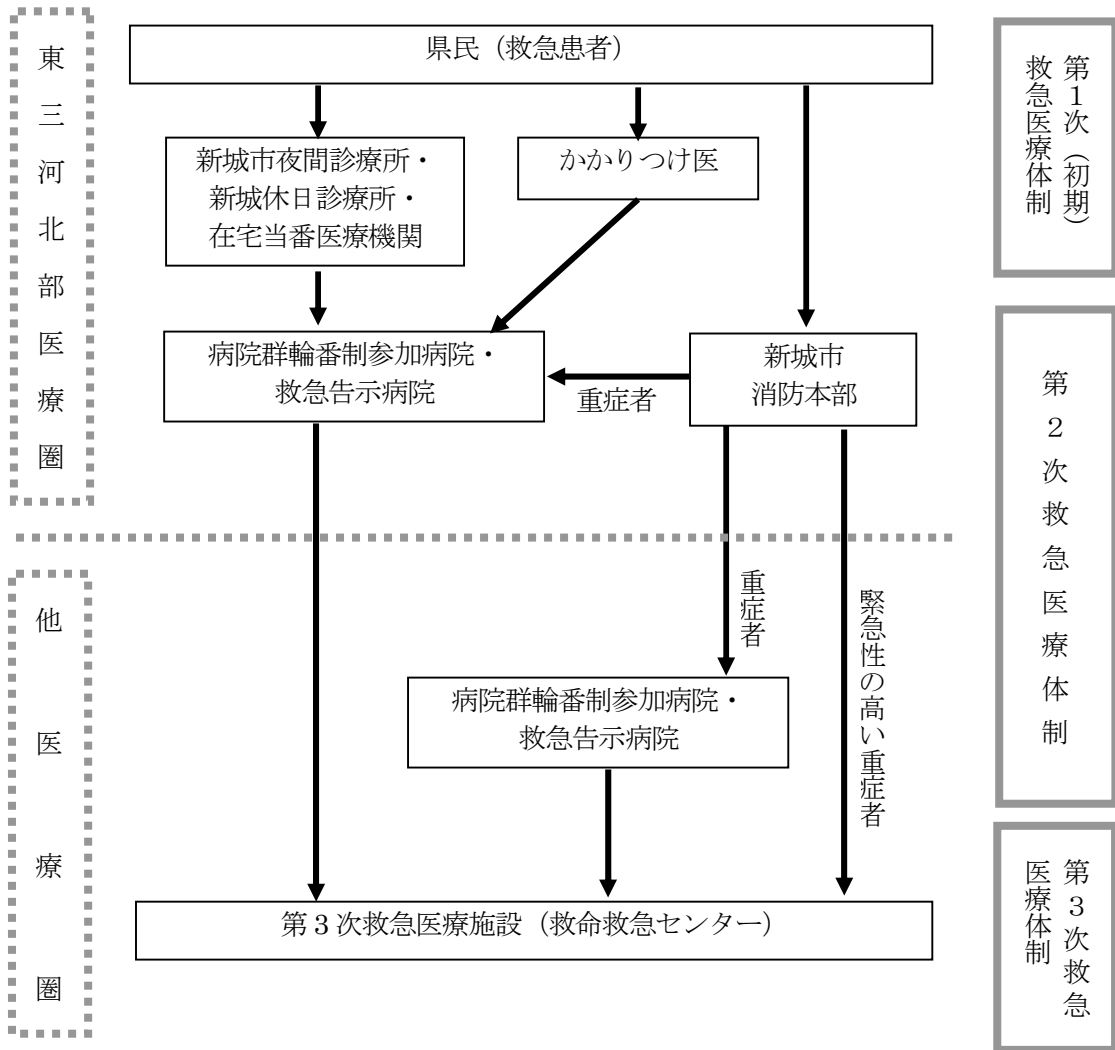 東三河北部医療圏
県民（救急患者）
第１次（初期）
救急医療体制
新城市夜間診療所・
新城休日診療所・
在宅当番医療機関
かかりつけ医
病院群輪番制参加病院・
救急告示病院
重症者
新城市
消防本部
第２次救急医療体制
他医療圏
重症者
緊急性の高い重症者
病院群輪番制参加病院・
救急告示病院
第３次救急医療施設（救命救急センター）
第３次救急
医療体制